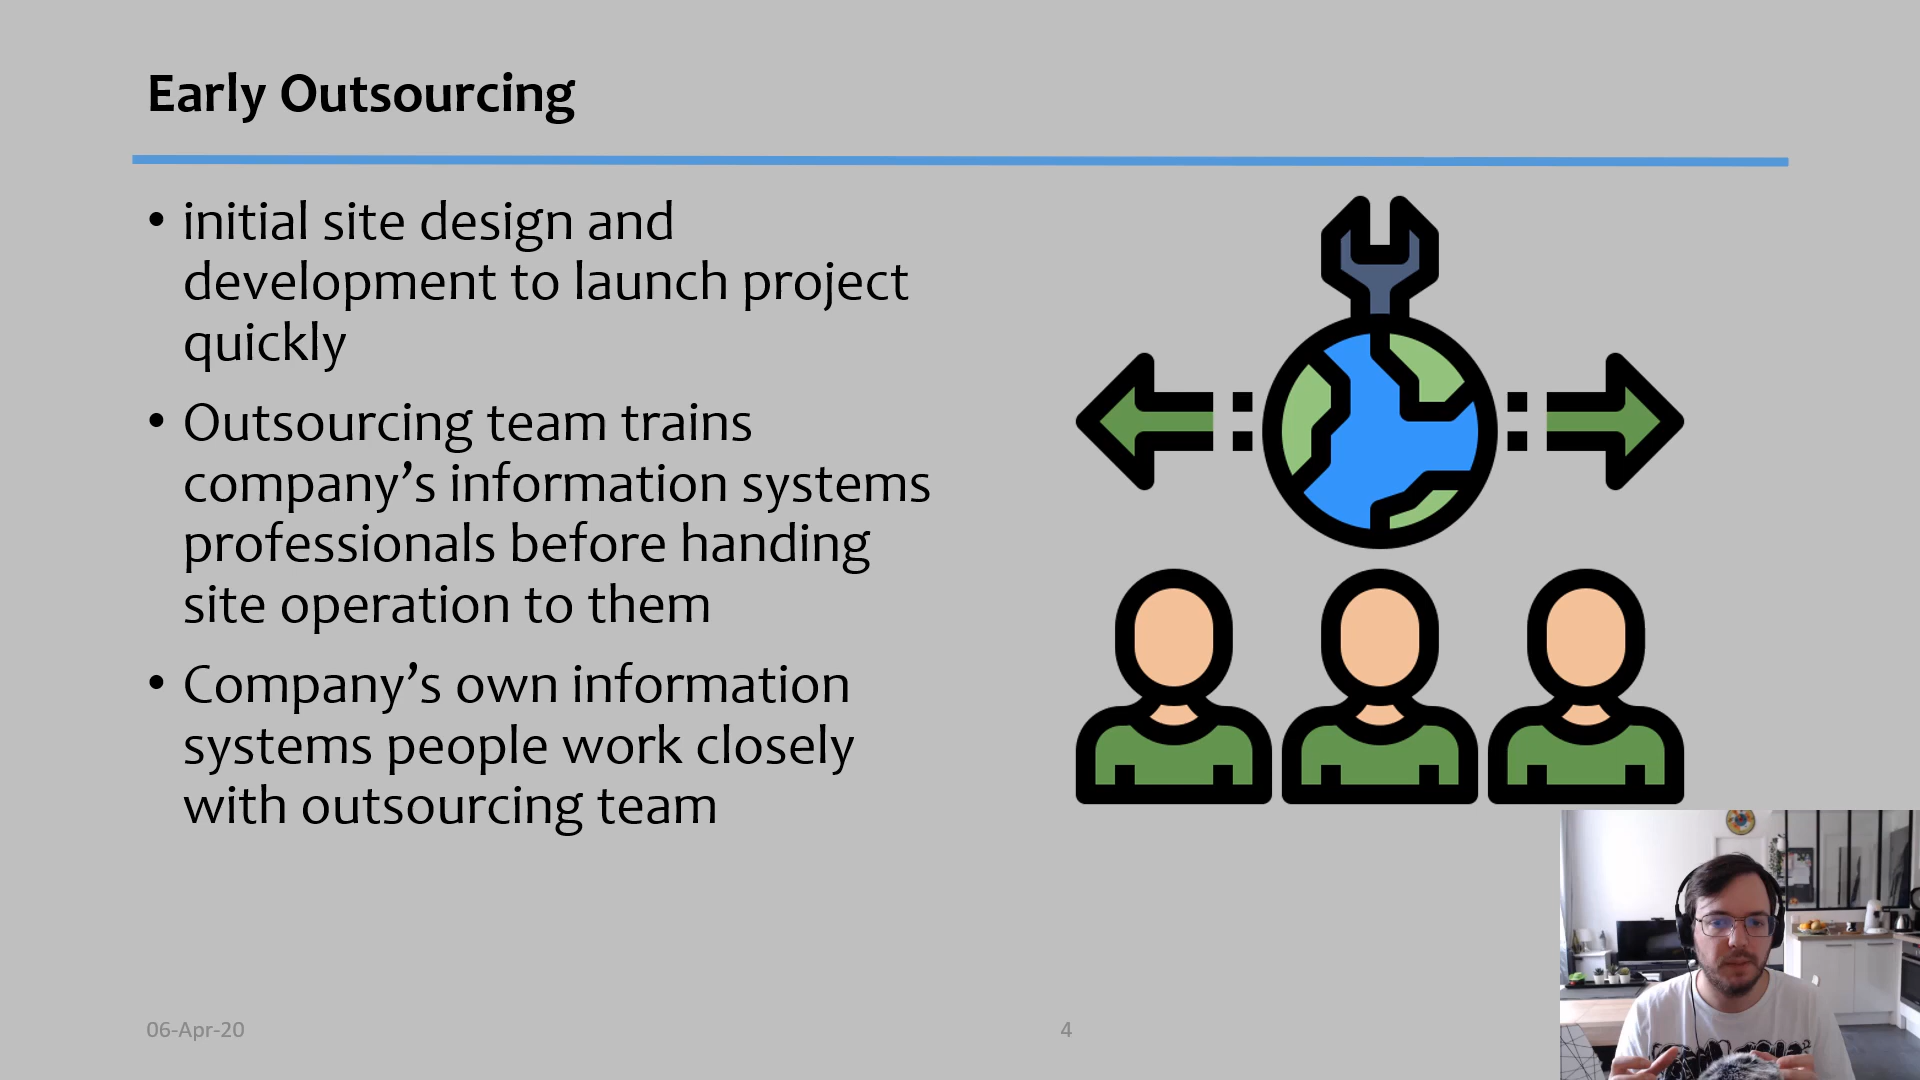 Early Outsourcing
• initial site design and
development to launch project
quickly
• Outsourcing team trains
company’s information systems
professionals before handing
site operation to them
• Company’s own information
systems people work closely
with outsourcing team
06-Apr-20
4